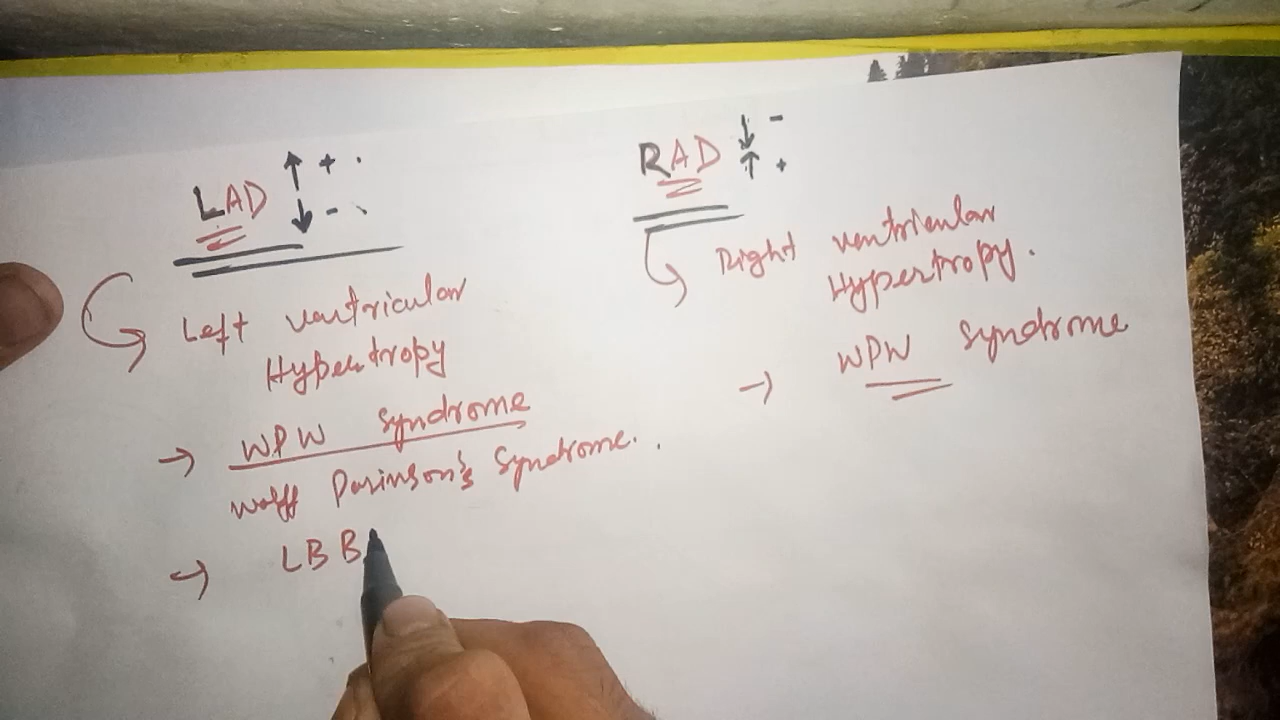 LAD ↑ + .
↓ -
Left ventricular
Hypertropy
→ WPW Syndrome
Wolff Parinson's Syndrome. .
→ LBB
RAD ↓ -
↑ +
Right ventricular
Hypertropy.
→ WPW Syndrome